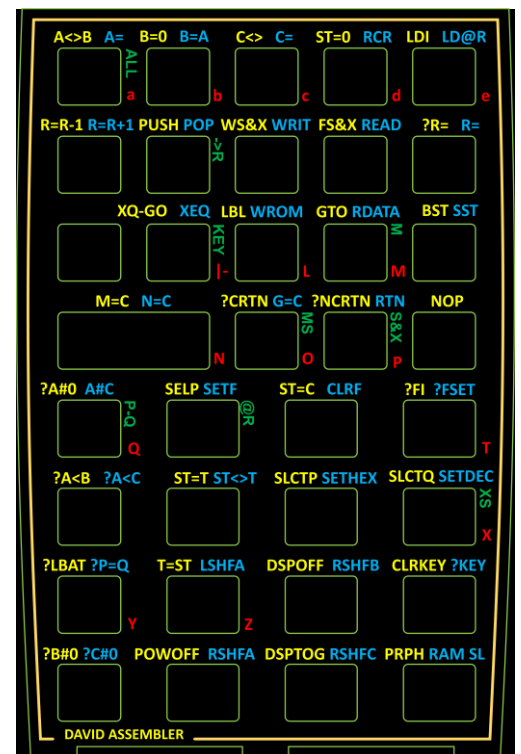 A<>B A= B=0 B=A C<> C= ST=0 RCR LDI LD@R
ALL
a b c d e
R=R-1 R=R+1 PUSH POP WS&X WRIT FS&X READ ?R= R=
->R
XQ-GO XEQ LBL WROM GTO RDATA BST SST
KEY M
|- L M
M=C N=C ?CRTN G=C ?NCRTN RTN NOP
MS S&X
N O P
?A#0 A#C SELP SETF ST=C CLRF ?FI ?FSET
P-Q @R
Q T
?A<B ?A<C ST=T ST<>T SLCTP SETHEX SLCTQ SETDEC
XS
X
?LBAT ?P=Q T=ST LSHFA DSPOFF RSHFB CLRKEY ?KEY
Y Z
?B#0 ?C#0 POWOFF RSHFA DSPTOG RSHFC PRPH RAM SL
DAVID ASSEMBLER